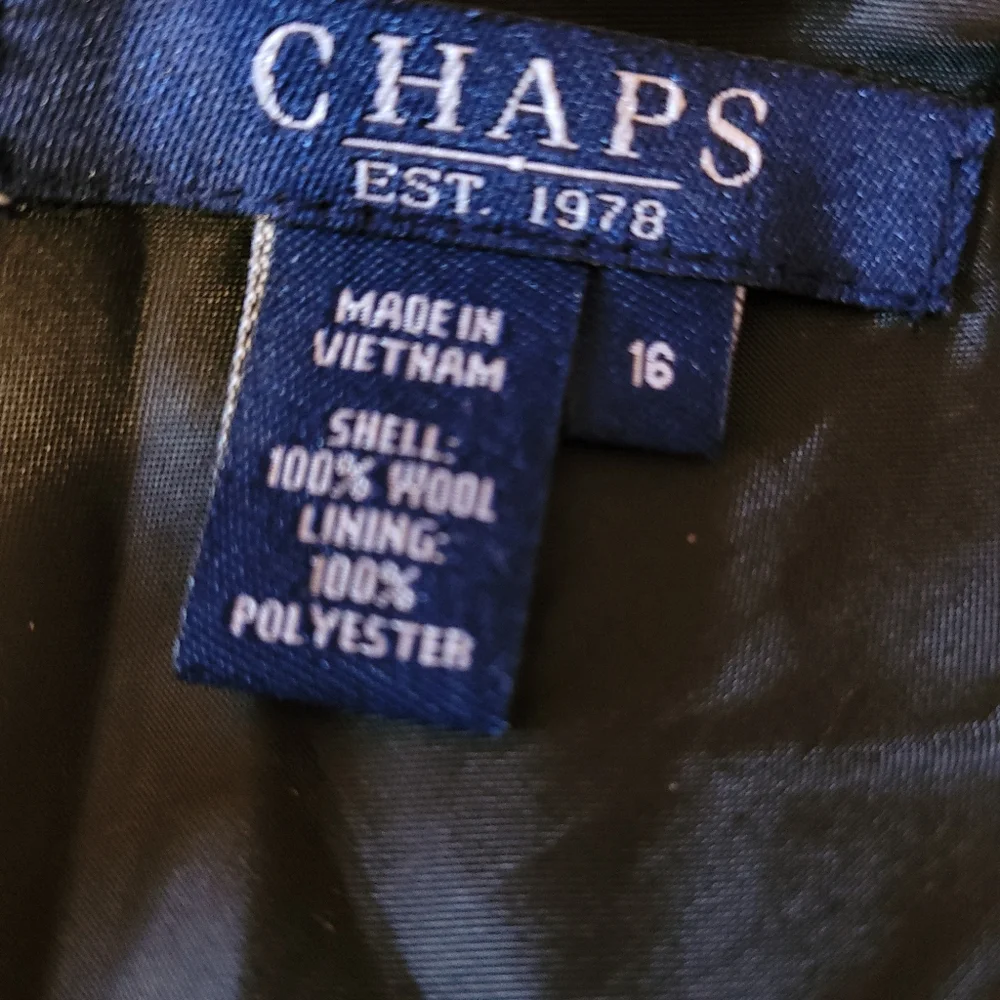 CHAPS
EST. 1978
MADE IN
VIETNAM
SHELL:
100% WOOL
LINING:
100%
POLYESTER
16